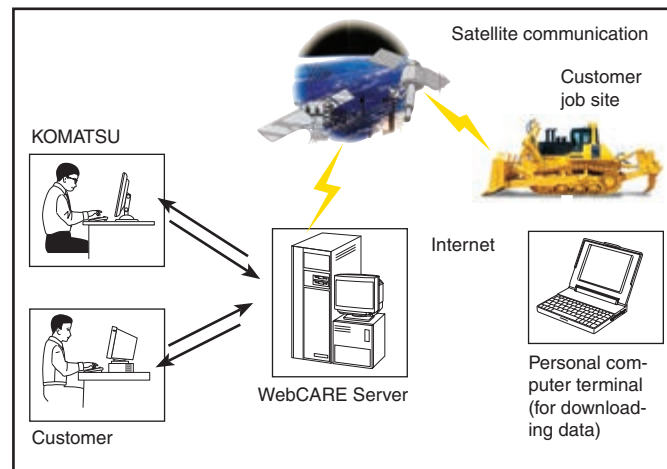 Satellite communication
Customer
job site
KOMATSU
Internet
WebCARE Server
Personal com-
puter terminal
(for download-
ing data)
Customer